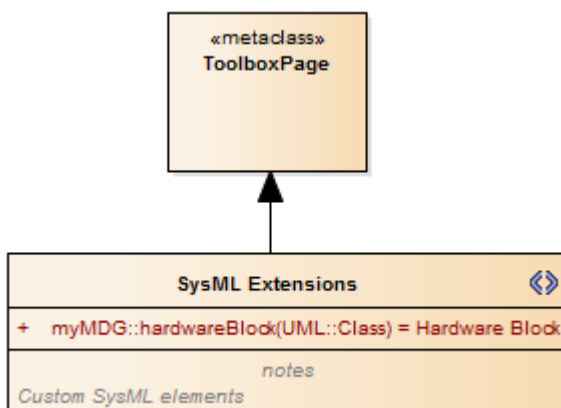 «metaclass»
ToolboxPage
SysML Extensions
+ myMDG::hardwareBlock(UML::Class) = Hardware Block
notes
Custom SysML elements